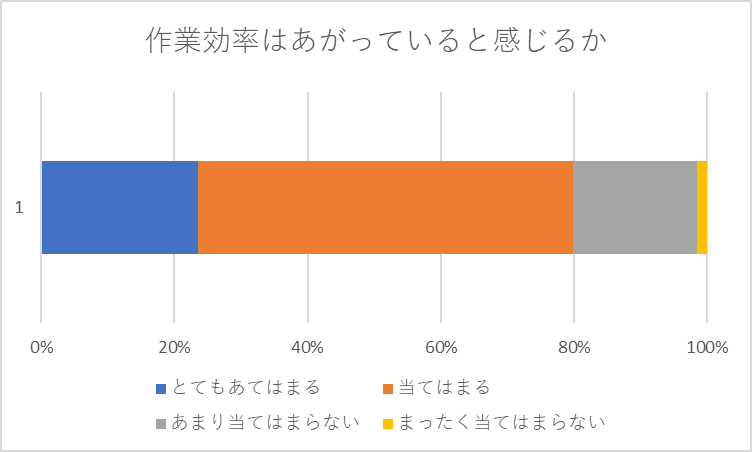 作業効率はあがっていると感じるか
1
0% 20% 40% 60% 80% 100%
とてもあてはまる 当てはまる
あまり当てはまらない まったく当てはまらない